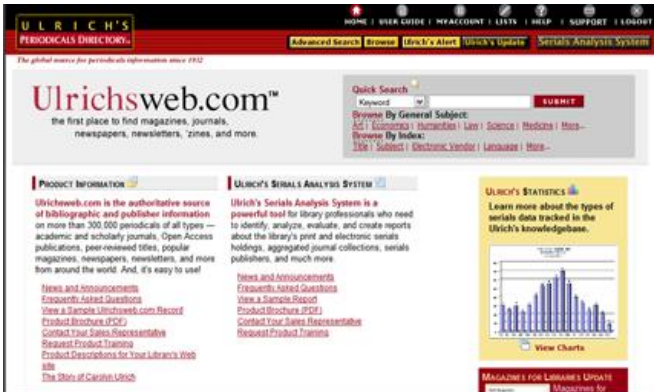 ULRICH'S
PERIODICALS DIRECTORY™
HOME | USER GUIDE | MY ACCOUNT | LISTS | HELP | SUPPORT | LOGOUT
Advanced Search Browse Ulrich's Alert Ulrich's Update Serials Analysis System
The global source for periodicals information since 1932
Ulrichsweb.com™
the first place to find magazines, journals,
newspapers, newsletters, 'zines, and more.
Quick Search
Keyword SUBMIT
Browse By General Subject:
Art | Economics | Humanities | Law | Science | Medicine | More...
Browse By Index:
Title | Subject | Electronic Vendor | Language | More...
PRODUCT INFORMATION
Ulrichsweb.com is the authoritative source
of bibliographic and publisher information
on more than 300,000 periodicals of all types —
academic and scholarly journals, Open Access
publications, peer-reviewed titles, popular
magazines, newspapers, newsletters, and more
from around the world. And, it's easy to use!
News and Announcements
Frequently Asked Questions
View a Sample Ulrichsweb.com Record
Product Brochure (PDF)
Contact Your Sales Representative
Request Product Training
Product Descriptions for Your Library's Web
site
The Story of Carolyn Ulrich
ULRICH'S SERIALS ANALYSIS SYSTEM
Ulrich's Serials Analysis System is a
powerful tool for library professionals who need
to identify, analyze, evaluate, and create reports
about the library's print and electronic serials
holdings, aggregated journal collections, serials
publishers, and much more.
News and Announcements
Frequently Asked Questions
View a Sample Report
Product Brochure (PDF)
Contact Your Sales Representative
Request Product Training
ULRICH'S STATISTICS
Learn more about the types of
serials data tracked in the
Ulrich's knowledgebase.
View Charts
MAGAZINES FOR LIBRARIES UPDATE
Magazines for